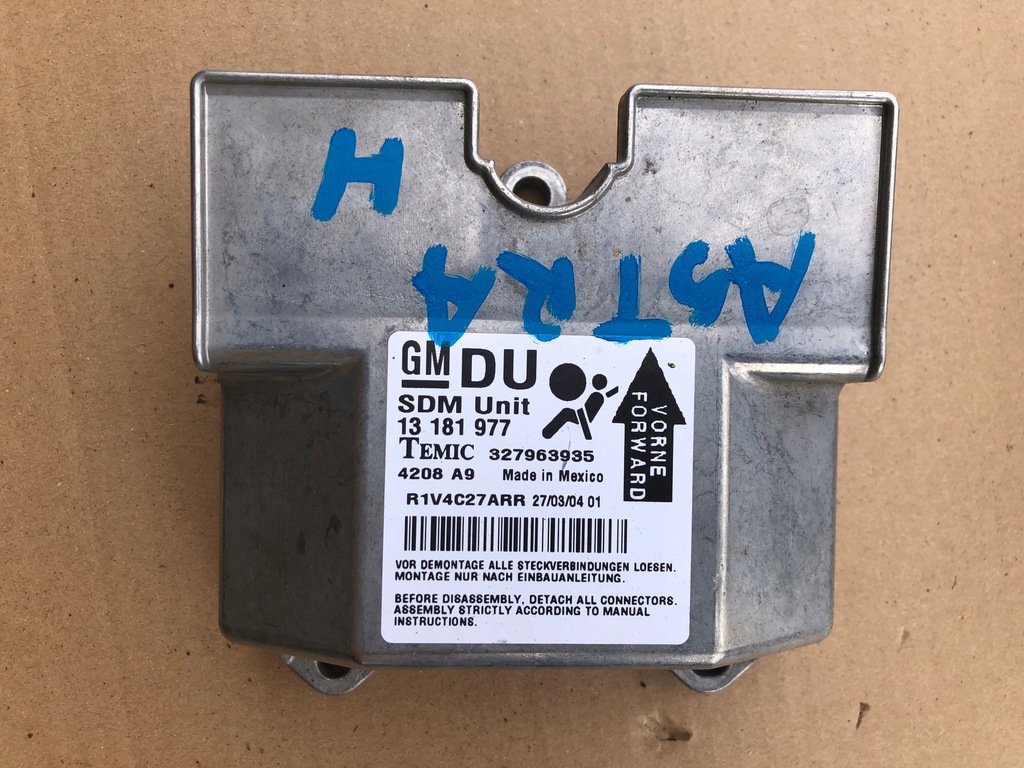 ASTRA
H
GM DU
SDM Unit
13 181 977
TEMIC 327963935
4208 A9 Made in Mexico
R1V4C27ARR 27/03/04 01
VORNE
FORWARD
VOR DEMONTAGE ALLE STECKVERBINDUNGEN LOESEN.
MONTAGE NUR NACH EINBAUANLEITUNG.
BEFORE DISASSEMBLY, DETACH ALL CONNECTORS.
ASSEMBLY STRICTLY ACCORDING TO MANUAL
INSTRUCTIONS.